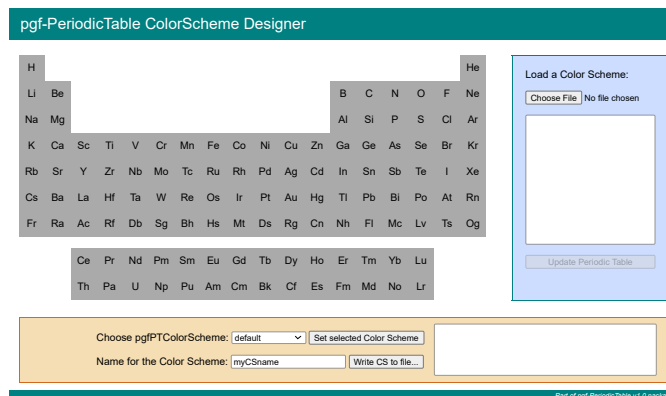 pgf-PeriodicTable ColorScheme Designer
H He
Li Be B C N O F Ne
Na Mg Al Si P S Cl Ar
K Ca Sc Ti V Cr Mn Fe Co Ni Cu Zn Ga Ge As Se Br Kr
Rb Sr Y Zr Nb Mo Tc Ru Rh Pd Ag Cd In Sn Sb Te I Xe
Cs Ba La Hf Ta W Re Os Ir Pt Au Hg Tl Pb Bi Po At Rn
Fr Ra Ac Rf Db Sg Bh Hs Mt Ds Rg Cn Nh Fl Mc Lv Ts Og
Ce Pr Nd Pm Sm Eu Gd Tb Dy Ho Er Tm Yb Lu
Th Pa U Np Pu Am Cm Bk Cf Es Fm Md No Lr
Load a Color Scheme:
Choose File No file chosen
Update Periodic Table
Choose pgfPTColorScheme: default Set selected Color Scheme
Name for the Color Scheme: myCSname Write CS to file...
Part of pgf-PeriodicTable v1.0